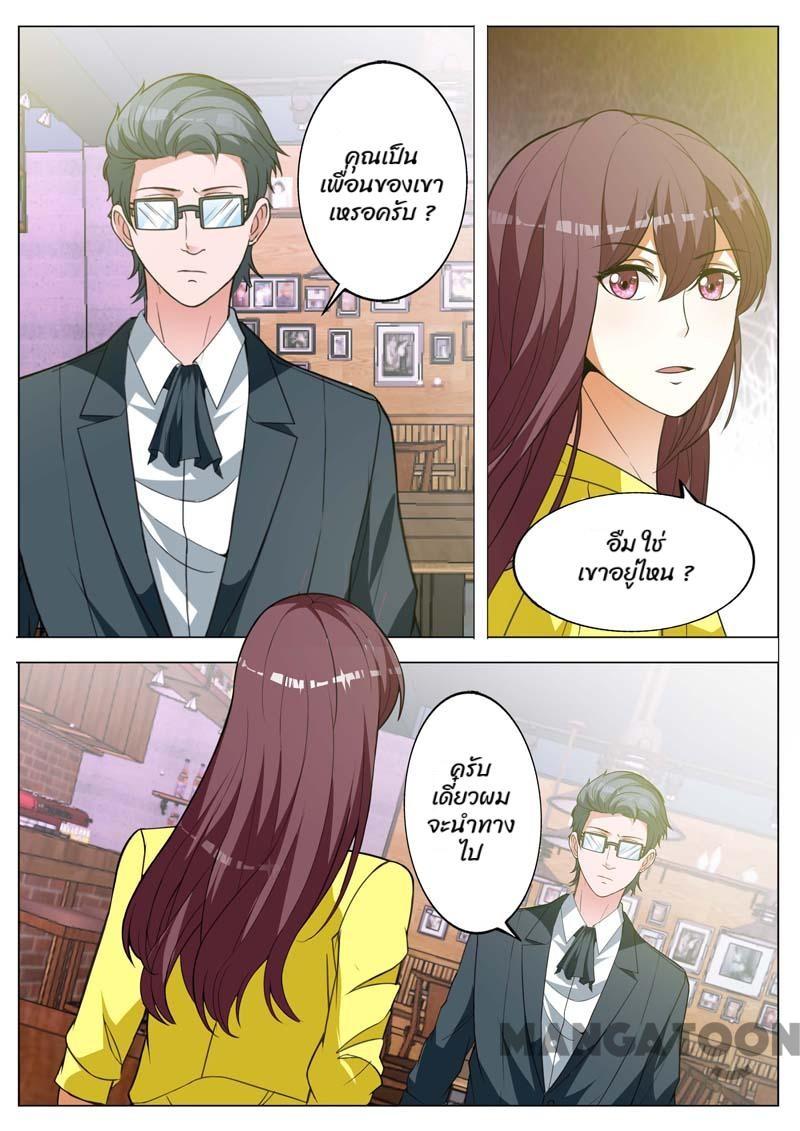 คุณเป็น
เพื่อนของเขา
เหรอครับ ?
อืม ใช่
เขาอยู่ไหน ?
ครับ
เดี๋ยวผม
จะนำทาง
ไป
MANGATOON